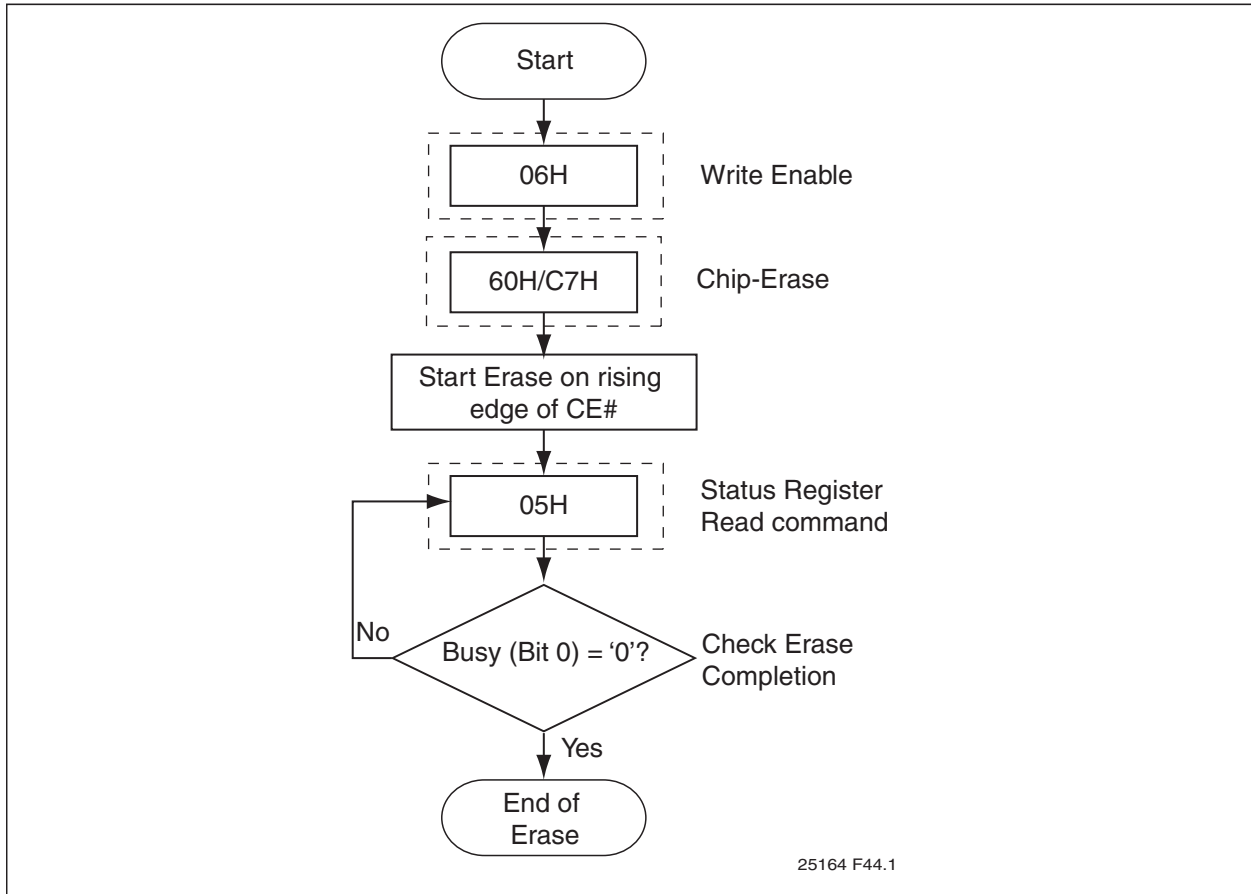 Start
06H
Write Enable
60H/C7H
Chip-Erase
Start Erase on rising
edge of CE#
05H
Status Register
Read command
No
Busy (Bit 0) = ‘0’?
Check Erase
Completion
Yes
End of
Erase
25164 F44.1